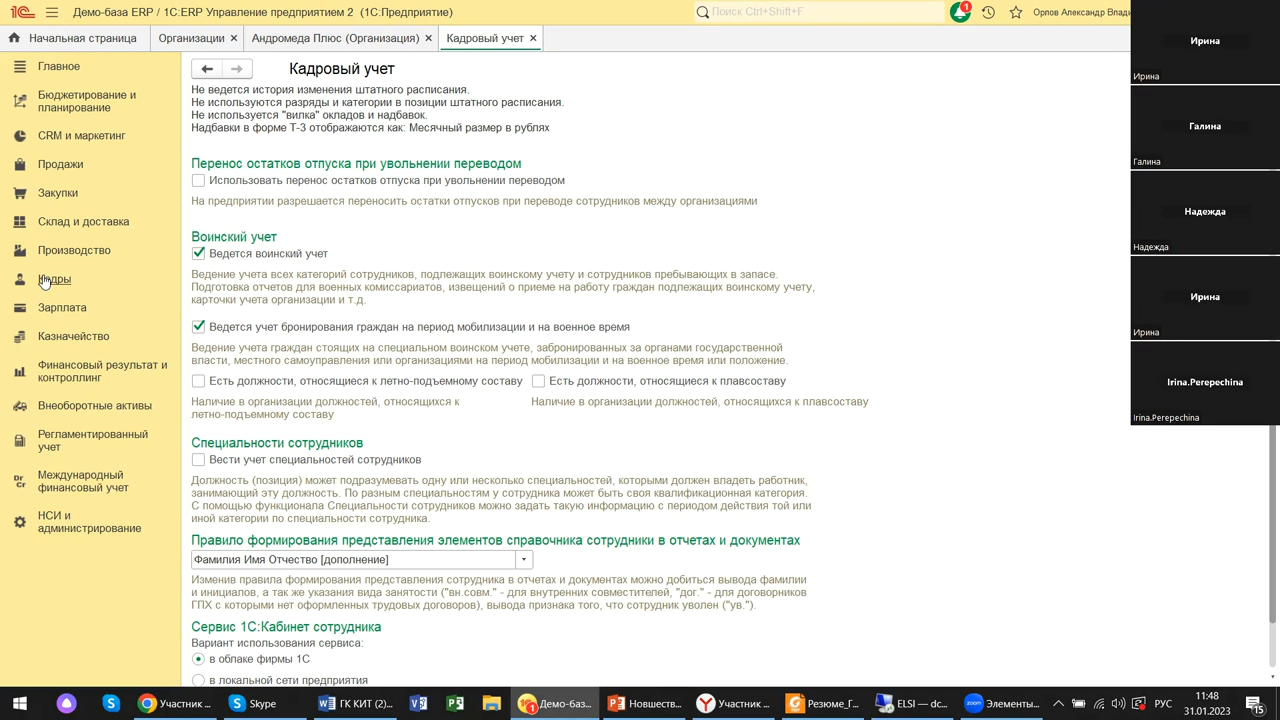 Демо-база ERP / 1С:ERP Управление предприятием 2 (1С:Предприятие)
Поиск Ctrl+Shift+F
1
Орлов Александр Влади
Начальная страница
Организации ×
Андромеда Плюс (Организация) ×
Кадровый учет ×
Главное
Бюджетирование и
планирование
CRM и маркетинг
Продажи
Закупки
Склад и доставка
Производство
Кадры
Зарплата
Казначейство
Финансовый результат и
контроллинг
Внеоборотные активы
Регламентированный
учет
Международный
финансовый учет
НСИ и
администрирование
Кадровый учет
Не ведется история изменения штатного расписания.
Не используются разряды и категории в позиции штатного расписания.
Не используется "вилка" окладов и надбавок.
Надбавки в форме Т-3 отображаются как: Месячный размер в рублях
Перенос остатков отпуска при увольнении переводом
Использовать перенос остатков отпуска при увольнении переводом
На предприятии разрешается переносить остатки отпусков при переводе сотрудников между организациями
Воинский учет
Ведется воинский учет
Ведение учета всех категорий сотрудников, подлежащих воинскому учету и сотрудников пребывающих в запасе.
Подготовка отчетов для военных комиссариатов, извещений о приеме на работу граждан подлежащих воинскому учету,
карточки учета организации и т.д.
Ведется учет бронирования граждан на период мобилизации и на военное время
Ведение учета граждан стоящих на специальном воинском учете, забронированных за органами государственной
власти, местного самоуправления или организациями на период мобилизации и на военное время или положение.
Есть должности, относящиеся к летно-подъемному составу
Есть должности, относящиеся к плавсоставу
Наличие в организации должностей, относящихся к
летно-подъемному составу
Наличие в организации должностей, относящихся к плавсоставу
Специальности сотрудников
Вести учет специальностей сотрудников
Должность (позиция) может подразумевать одну или несколько специальностей, которыми должен владеть работник,
занимающий эту должность. По разным специальностям у сотрудника может быть своя квалификационная категория.
С помощью функционала Специальности сотрудников можно задать такую информацию с периодом действия той или
иной категории по специальности сотрудника.
Правило формирования представления элементов справочника сотрудники в отчетах и документах
Фамилия Имя Отчество [дополнение]
Изменив правила формирования представления сотрудника в отчетах и документах можно добиться вывода фамилии
и инициалов, а так же указания вида занятости ("вн.совм." - для внутренних совместителей, "дог." - для договорников
ГПХ с которыми нет оформленных трудовых договоров), вывода признака того, что сотрудник уволен ("ув.").
Сервис 1С:Кабинет сотрудника
Вариант использования сервиса:
в облаке фирмы 1С
в локальной сети предприятия
Ирина
Ирина
Галина
Галина
Надежда
Надежда
Ирина
Ирина
Irina.Perepechina
Irina.Perepechina
Участник ...
Skype
ГК КИТ (2)...
Демо-баз...
Новшеств...
Участник ...
Резюме_Г...
ELSI — dc...
Элементы...
РУС
11:48
31.01.2023
15